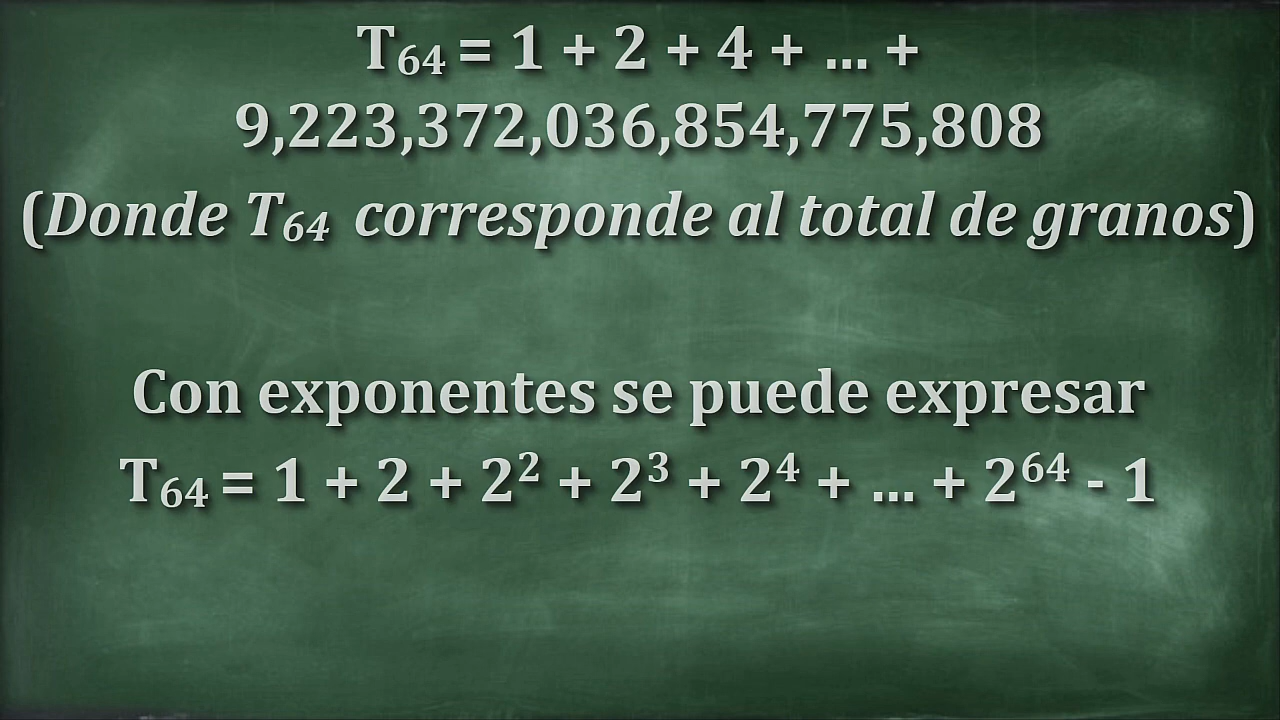 T₆₄ = 1 + 2 + 4 + ... +
9,223,372,036,854,775,808
(Donde T₆₄ corresponde al total de granos)
Con exponentes se puede expresar
T₆₄ = 1 + 2 + 2² + 2³ + 2⁴ + ... + 2⁶⁴ - 1